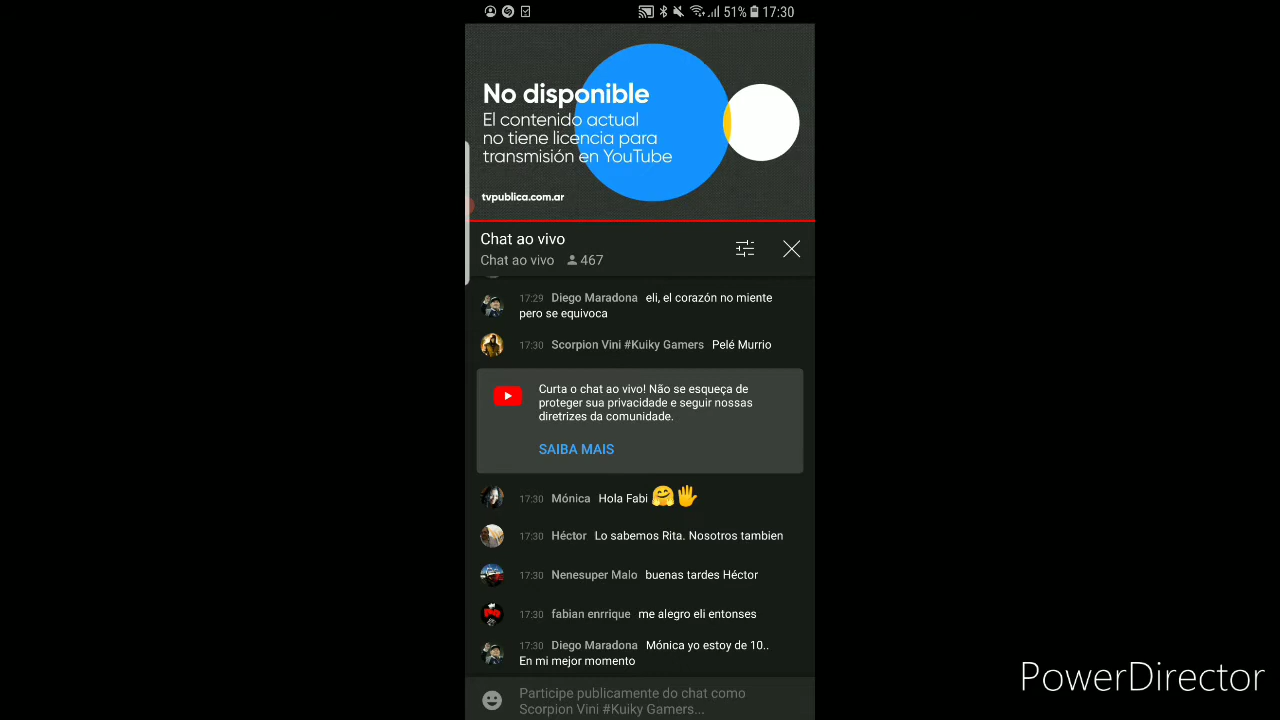 51% 17:30
No disponible
El contenido actual
no tiene licencia para
transmisión en YouTube
tvpublica.com.ar
Chat ao vivo
Chat ao vivo 467
17:29 Diego Maradona eli, el corazón no miente
pero se equivoca
17:30 Scorpion Vini #Kuiky Gamers Pelé Murrio
Curta o chat ao vivo! Não se esqueça de
proteger sua privacidade e seguir nossas
diretrizes da comunidade.
SAIBA MAIS
17:30 Mónica Hola Fabi 🤗🖐
17:30 Héctor Lo sabemos Rita. Nosotros tambien
17:30 Nenesuper Malo buenas tardes Héctor
17:30 fabian enrrique me alegro eli entonses
17:30 Diego Maradona Mónica yo estoy de 10..
En mi mejor momento
Participe publicamente do chat como
Scorpion Vini #Kuiky Gamers...
PowerDirector